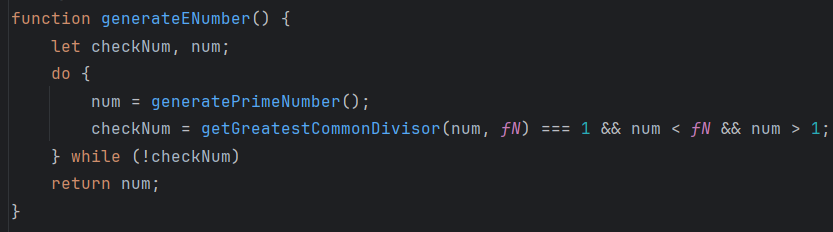 function generateENumber() {
    let checkNum, num;
    do {
        num = generatePrimeNumber();
        checkNum = getGreatestCommonDivisor(num, ƒN) === 1 && num < ƒN && num > 1;
    } while (!checkNum)
    return num;
}